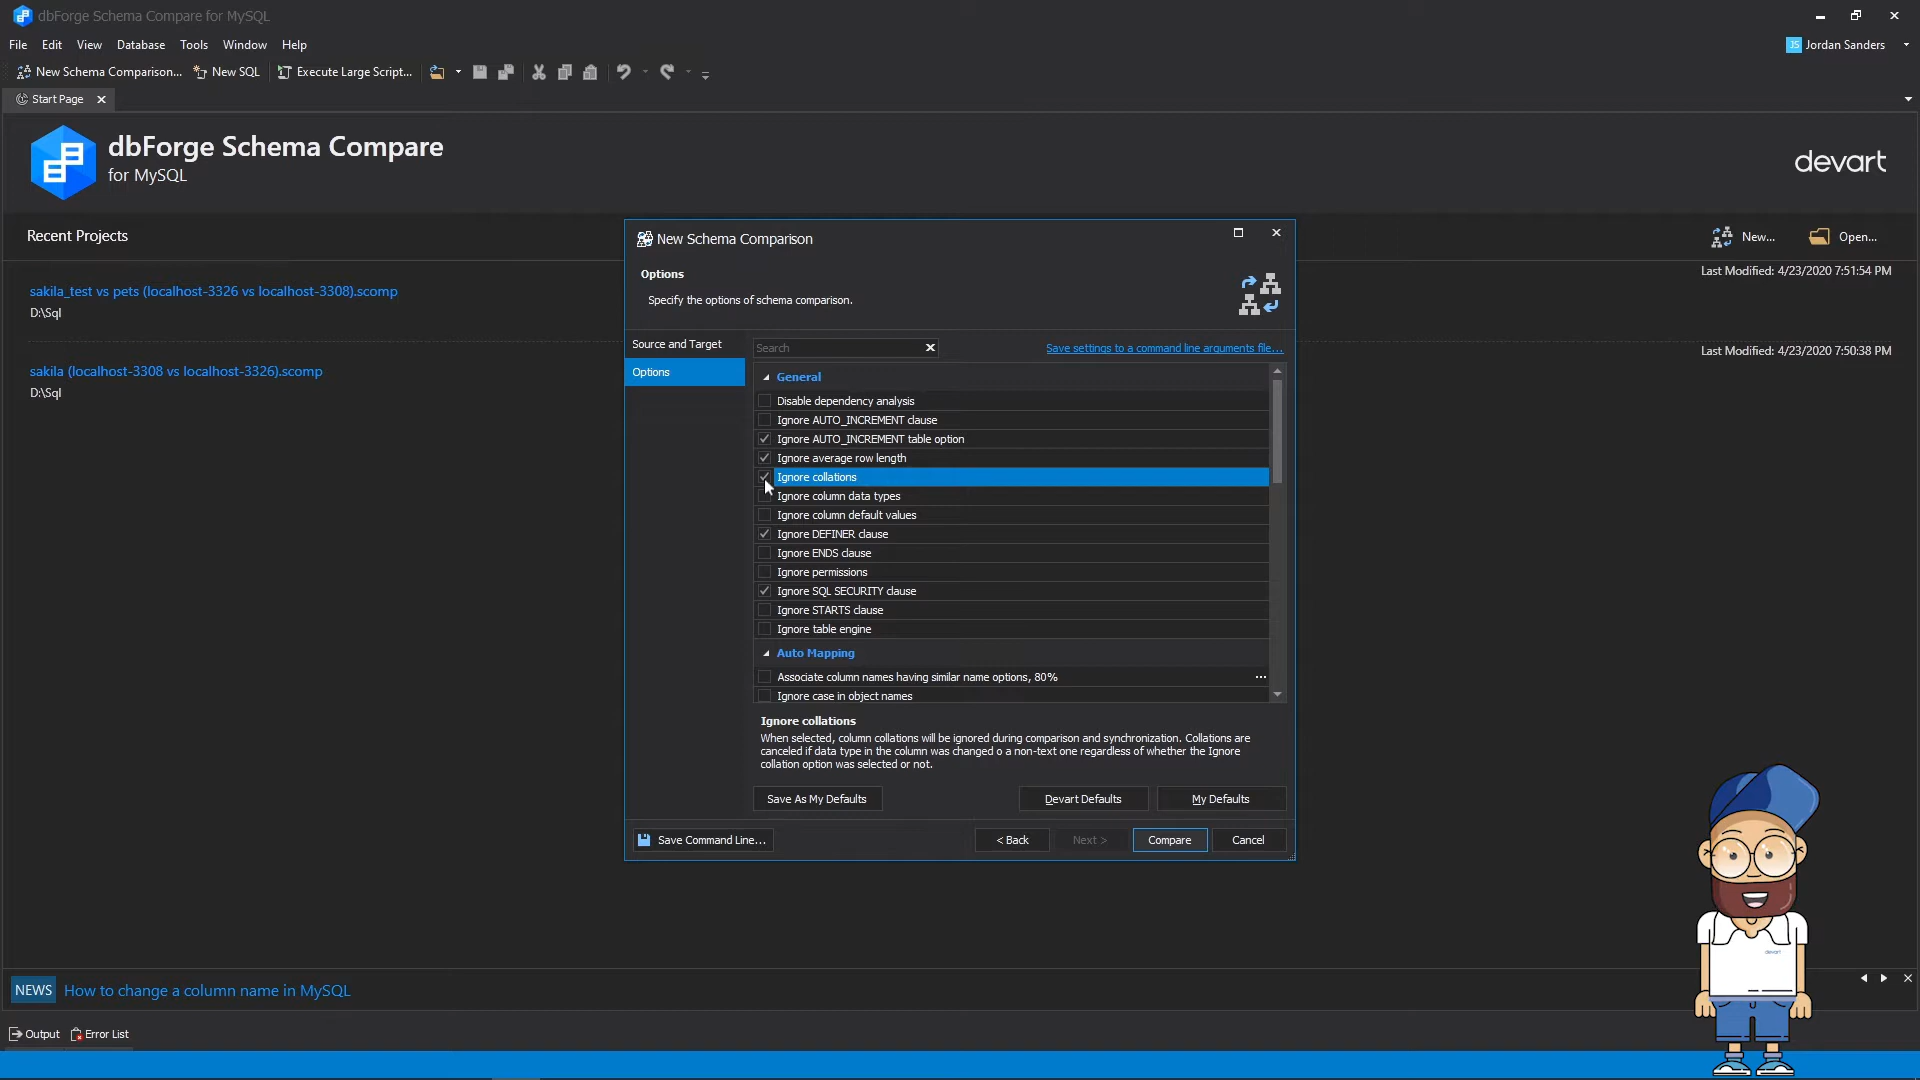 dbForge Schema Compare for MySQL
File Edit View Database Tools Window Help
JS Jordan Sanders
New Schema Comparison... New SQL Execute Large Script...
Start Page
dbForge Schema Compare
for MySQL
devart
Recent Projects
New... Open...
sakila_test vs pets (localhost-3326 vs localhost-3308).scomp
Last Modified: 4/23/2020 7:51:54 PM
D:\Sql
sakila (localhost-3308 vs localhost-3326).scomp
Last Modified: 4/23/2020 7:50:38 PM
D:\Sql
New Schema Comparison
Options
Specify the options of schema comparison.
Source and Target
Options
Search
Save settings to a command line arguments file...
General
Disable dependency analysis
Ignore AUTO_INCREMENT clause
Ignore AUTO_INCREMENT table option
Ignore average row length
Ignore collations
Ignore column data types
Ignore column default values
Ignore DEFINER clause
Ignore ENDS clause
Ignore permissions
Ignore SQL SECURITY clause
Ignore STARTS clause
Ignore table engine
Auto Mapping
Associate column names having similar name options, 80% ...
Ignore case in object names
Ignore collations
When selected, column collations will be ignored during comparison and synchronization. Collations are
canceled if data type in the column was changed o a non-text one regardless of whether the Ignore
collation option was selected or not.
Save As My Defaults Devart Defaults My Defaults
Save Command Line... < Back Next > Compare Cancel
devart
NEWS How to change a column name in MySQL
Output Error List